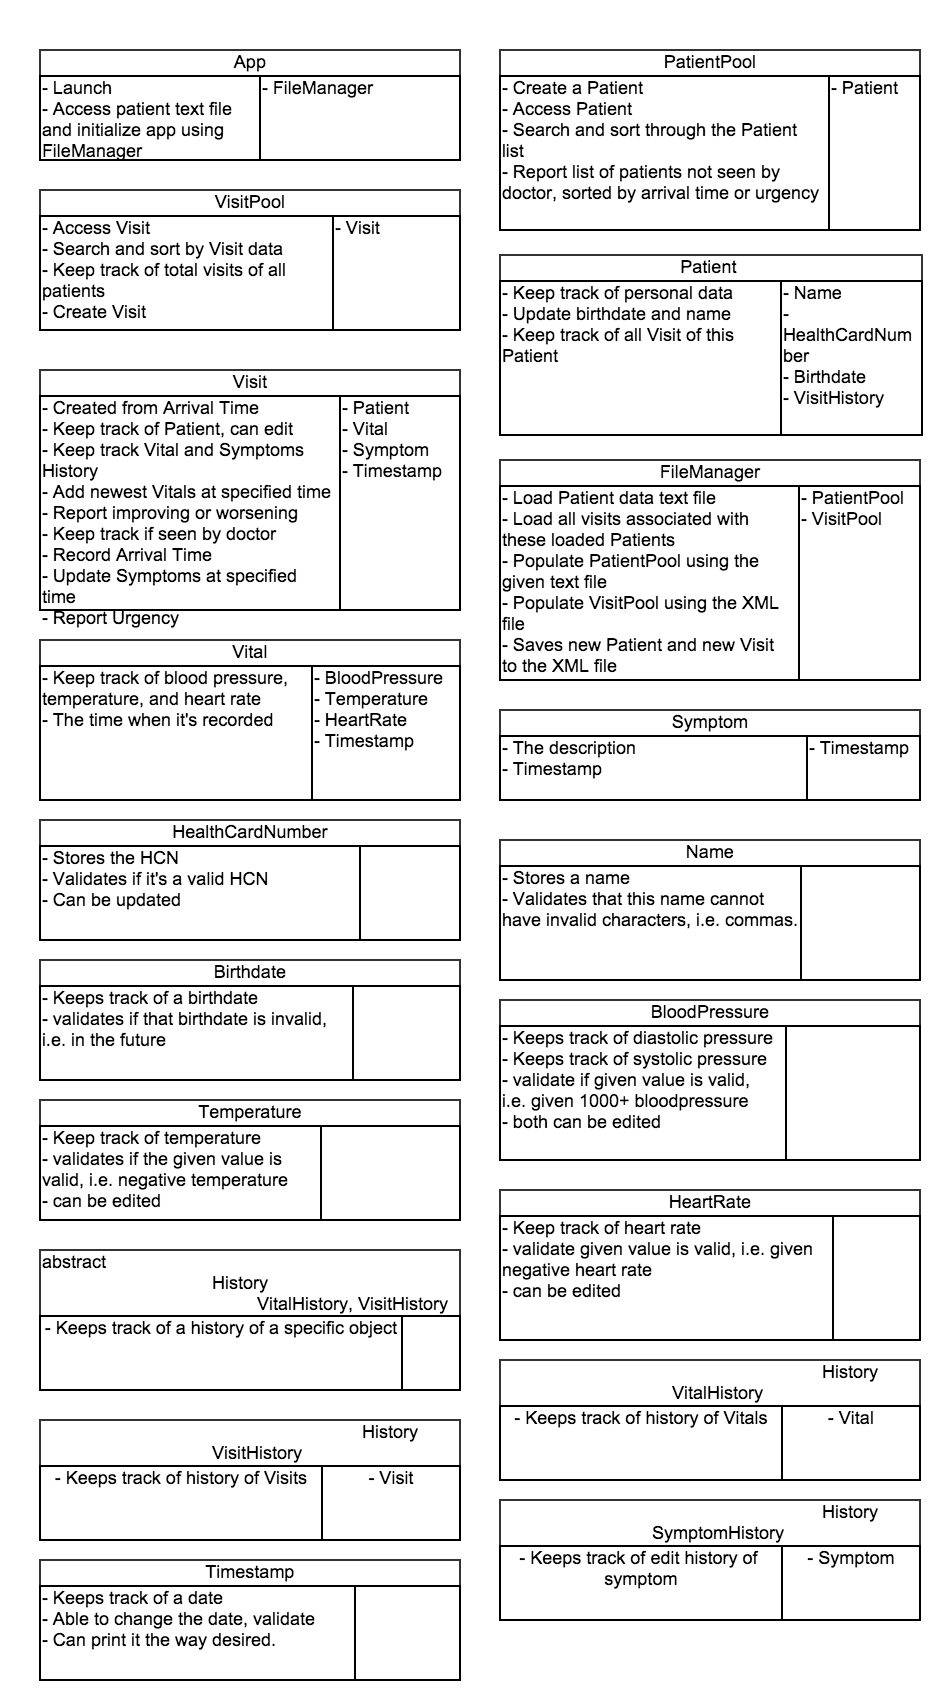 App
- Launch
- Access patient text file
and initialize app using
FileManager
- FileManager
VisitPool
- Access Visit
- Search and sort by Visit data
- Keep track of total visits of all
patients
- Create Visit
- Visit
Visit
- Created from Arrival Time
- Keep track of Patient, can edit
- Keep track Vital and Symptoms
History
- Add newest Vitals at specified time
- Report improving or worsening
- Keep track if seen by doctor
- Record Arrival Time
- Update Symptoms at specified
time
- Report Urgency
- Patient
- Vital
- Symptom
- Timestamp
Vital
- Keep track of blood pressure,
temperature, and heart rate
- The time when it's recorded
- BloodPressure
- Temperature
- HeartRate
- Timestamp
HealthCardNumber
- Stores the HCN
- Validates if it's a valid HCN
- Can be updated
Birthdate
- Keeps track of a birthdate
- validates if that birthdate is invalid,
i.e. in the future
Temperature
- Keep track of temperature
- validates if the given value is
valid, i.e. negative temperature
- can be edited
abstract
History
VitalHistory, VisitHistory
- Keeps track of a history of a specific object
History
VisitHistory
- Keeps track of history of Visits
- Visit
Timestamp
- Keeps track of a date
- Able to change the date, validate
- Can print it the way desired.
PatientPool
- Create a Patient
- Access Patient
- Search and sort through the Patient
list
- Report list of patients not seen by
doctor, sorted by arrival time or urgency
- Patient
Patient
- Keep track of personal data
- Update birthdate and name
- Keep track of all Visit of this
Patient
- Name
-
HealthCardNum
ber
- Birthdate
- VisitHistory
FileManager
- Load Patient data text file
- Load all visits associated with
these loaded Patients
- Populate PatientPool using the
given text file
- Populate VisitPool using the XML
file
- Saves new Patient and new Visit
to the XML file
- PatientPool
- VisitPool
Symptom
- The description
- Timestamp
- Timestamp
Name
- Stores a name
- Validates that this name cannot
have invalid characters, i.e. commas.
BloodPressure
- Keeps track of diastolic pressure
- Keeps track of systolic pressure
- validate if given value is valid,
i.e. given 1000+ bloodpressure
- both can be edited
HeartRate
- Keep track of heart rate
- validate given value is valid, i.e. given
negative heart rate
- can be edited
History
VitalHistory
- Keeps track of history of Vitals
- Vital
History
SymptomHistory
- Keeps track of edit history of
symptom
- Symptom